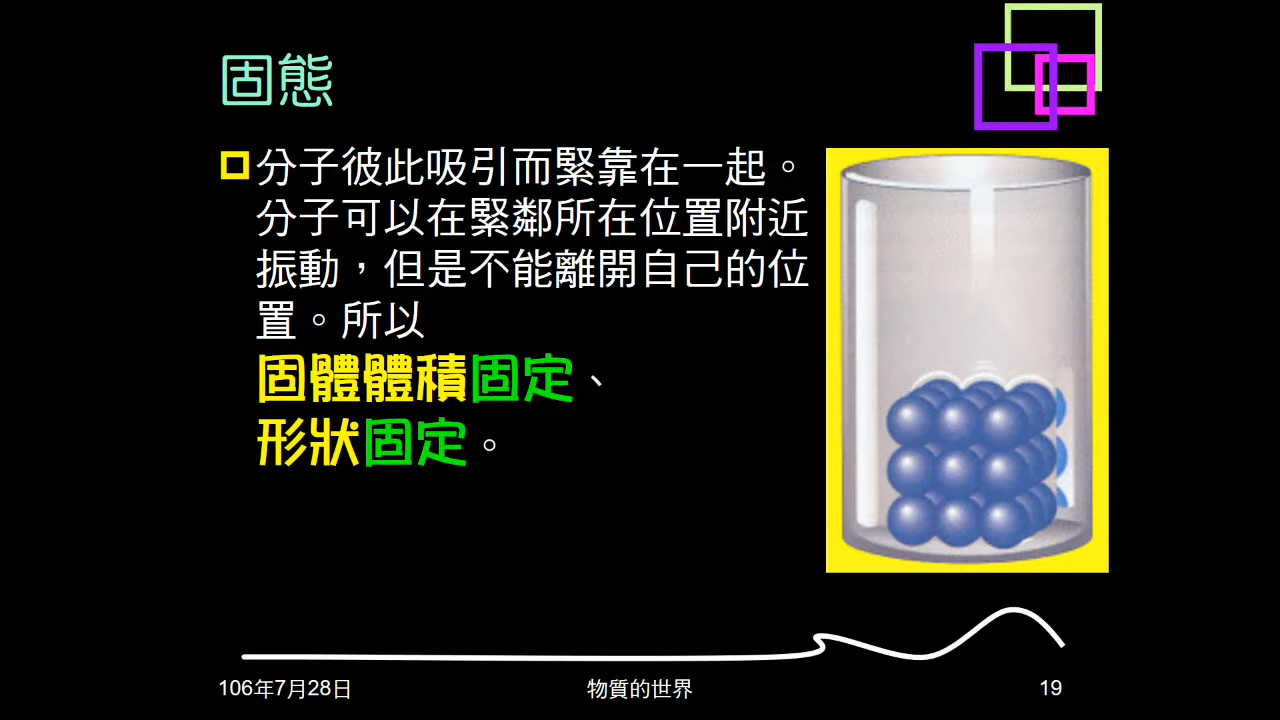 固態
分子彼此吸引而緊靠在一起。
分子可以在緊鄰所在位置附近
振動，但是不能離開自己的位
置。所以
固體體積固定、
形狀固定。
106年7月28日
物質的世界
19